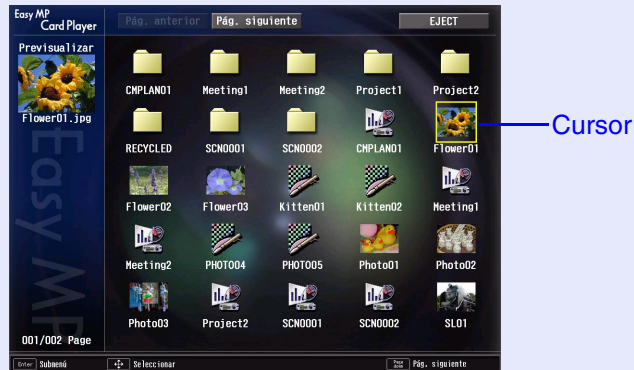 Easy MP
Card Player
Pág. anterior Pág. siguiente EJECT
Previsualizar
Flower01.jpg
CMPLAN01 Meeting1 Meeting2 Project1 Project2
RECYCLED SCN0001 SCN0002 CMPLAN01 Flower01
Cursor
Flower02 Flower03 Kitten01 Kitten02 Meeting1
Meeting2 PHOTO04 PHOTO05 Photo01 Photo02
Photo03 Project2 SCN0001 SCN0002 SL01
Easy MP
001/002 Page
Enter Submenú Seleccionar Page down Pág. siguiente